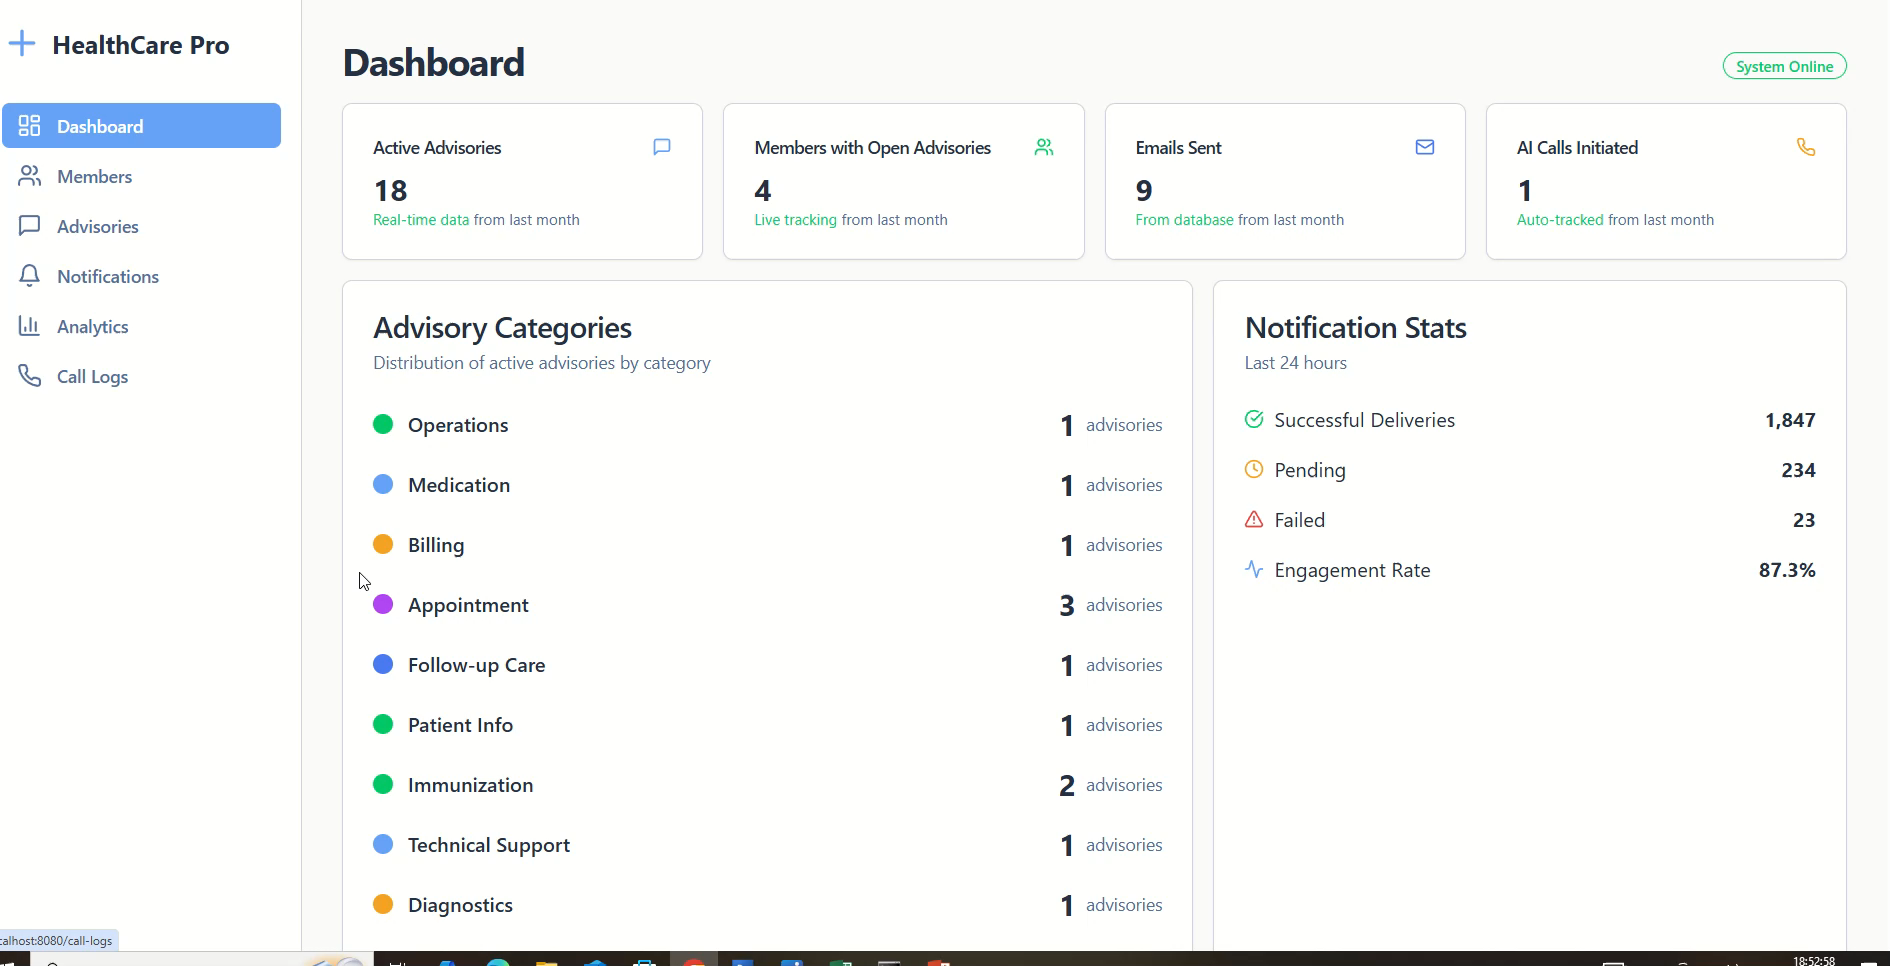 HealthCare Pro
Dashboard
Members
Advisories
Notifications
Analytics
Call Logs
Dashboard
System Online
Active Advisories
18
Real-time data from last month
Members with Open Advisories
4
Live tracking from last month
Emails Sent
9
From database from last month
AI Calls Initiated
1
Auto-tracked from last month
Advisory Categories
Distribution of active advisories by category
Operations 1 advisories
Medication 1 advisories
Billing 1 advisories
Appointment 3 advisories
Follow-up Care 1 advisories
Patient Info 1 advisories
Immunization 2 advisories
Technical Support 1 advisories
Diagnostics 1 advisories
Notification Stats
Last 24 hours
Successful Deliveries 1,847
Pending 234
Failed 23
Engagement Rate 87.3%
calhost:8080/call-logs
18:52:58